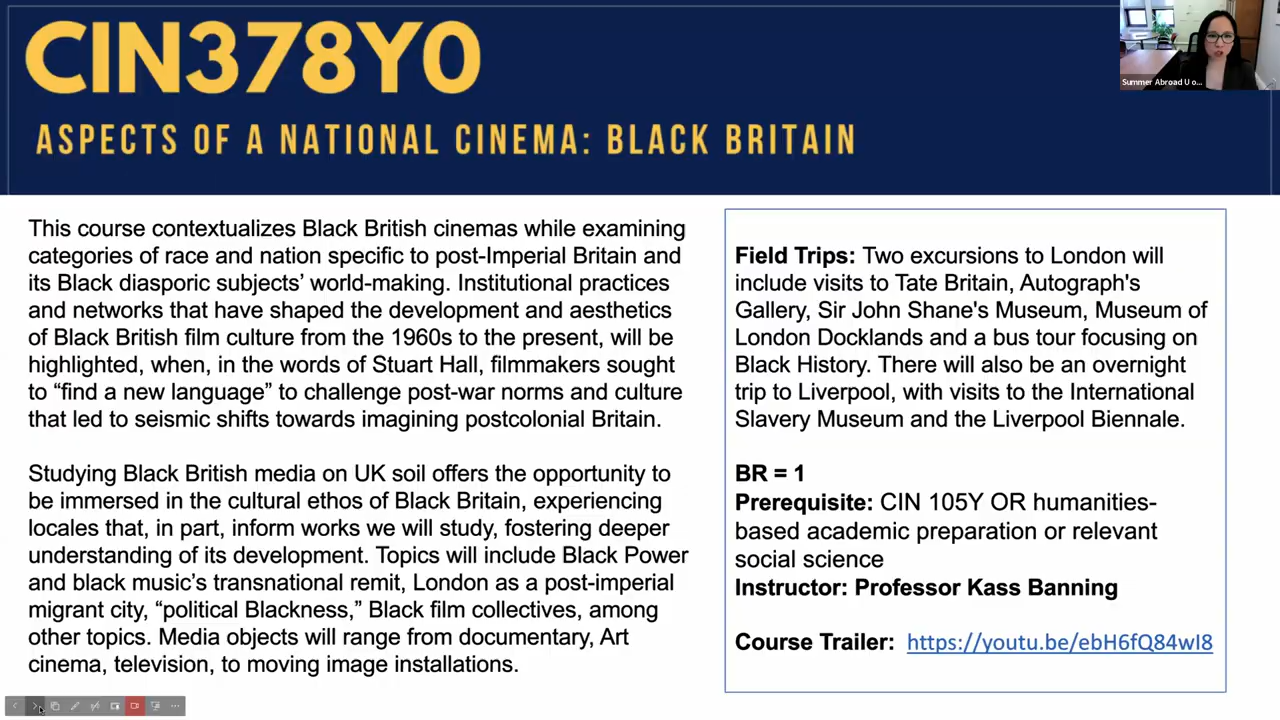 CIN378Y0
ASPECTS OF A NATIONAL CINEMA: BLACK BRITAIN
Summer Abroad U o...
This course contextualizes Black British cinemas while examining
categories of race and nation specific to post-Imperial Britain and
its Black diasporic subjects’ world-making. Institutional practices
and networks that have shaped the development and aesthetics
of Black British film culture from the 1960s to the present, will be
highlighted, when, in the words of Stuart Hall, filmmakers sought
to “find a new language” to challenge post-war norms and culture
that led to seismic shifts towards imagining postcolonial Britain.
Studying Black British media on UK soil offers the opportunity to
be immersed in the cultural ethos of Black Britain, experiencing
locales that, in part, inform works we will study, fostering deeper
understanding of its development. Topics will include Black Power
and black music’s transnational remit, London as a post-imperial
migrant city, “political Blackness,” Black film collectives, among
other topics. Media objects will range from documentary, Art
cinema, television, to moving image installations.
Field Trips: Two excursions to London will
include visits to Tate Britain, Autograph's
Gallery, Sir John Shane's Museum, Museum of
London Docklands and a bus tour focusing on
Black History. There will also be an overnight
trip to Liverpool, with visits to the International
Slavery Museum and the Liverpool Biennale.
BR = 1
Prerequisite: CIN 105Y OR humanities-
based academic preparation or relevant
social science
Instructor: Professor Kass Banning
Course Trailer: https://youtu.be/ebH6fQ84wI8